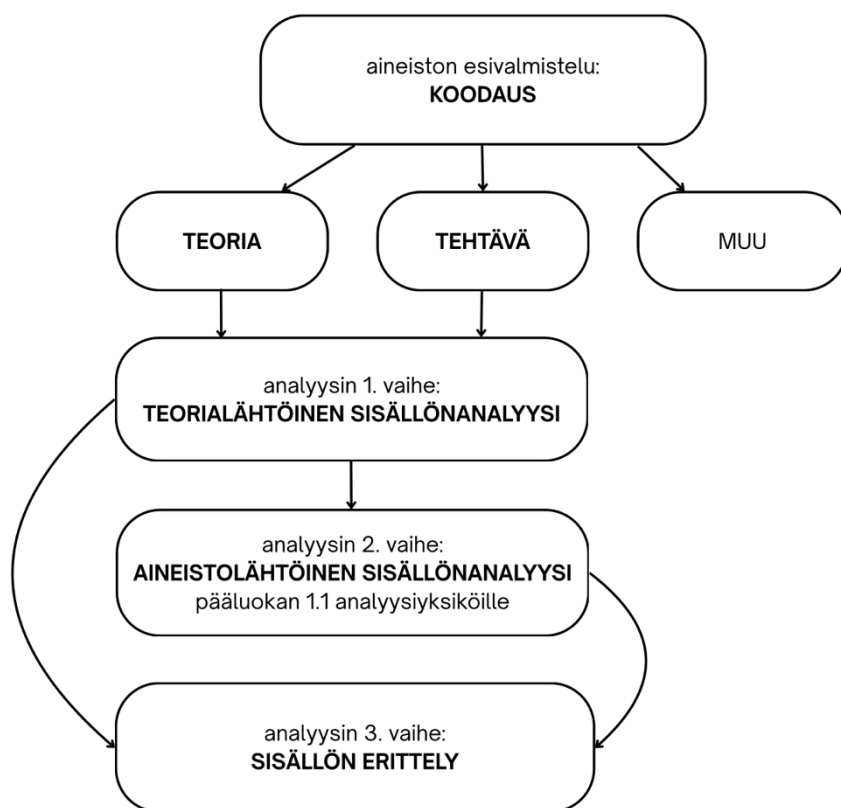 aineiston esivalmistelu:
KOODAUS
TEORIA
TEHTÄVÄ
MUU
analyysin 1. vaihe:
TEORIALÄHTÖINEN SISÄLLÖNANALYYSI
analyysin 2. vaihe:
AINEISTOLÄHTÖINEN SISÄLLÖNANALYYSI
pääluokan 1.1 analyysiyksiköille
analyysin 3. vaihe:
SISÄLLÖN ERITTELY